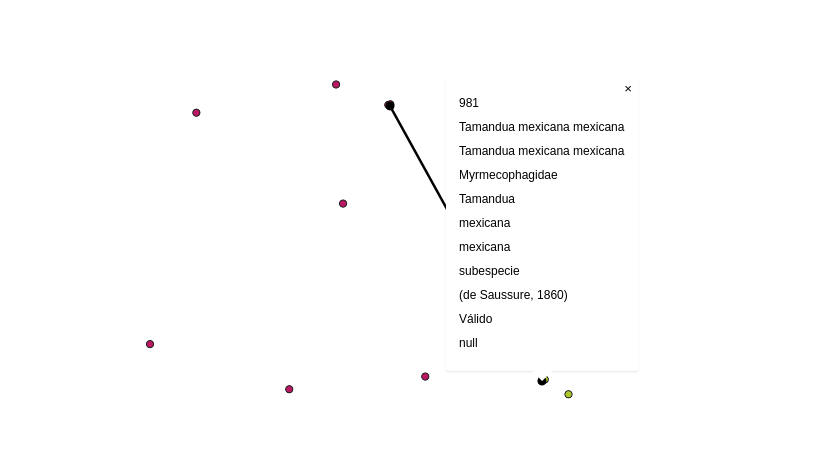 ×
981
Tamandua mexicana mexicana
Tamandua mexicana mexicana
Myrmecophagidae
Tamandua
mexicana
mexicana
subespecie
(de Saussure, 1860)
Válido
null